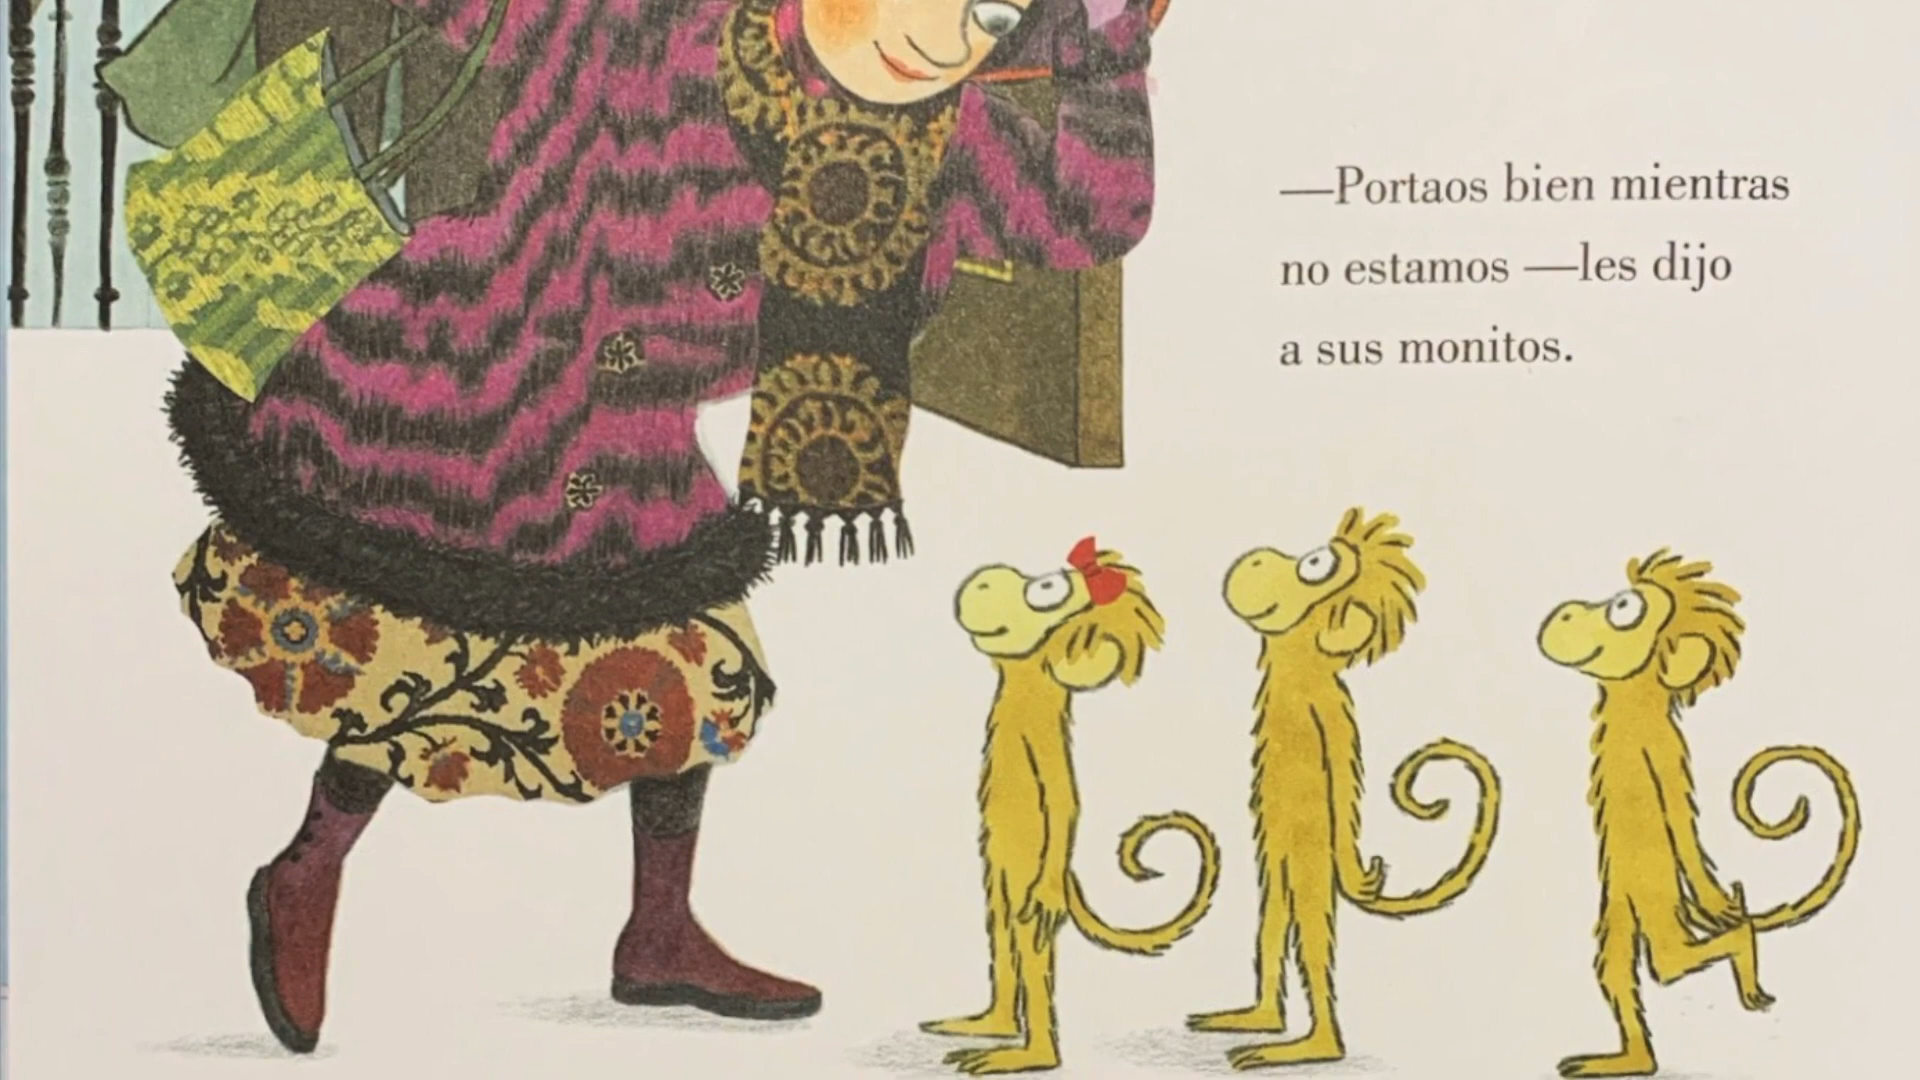 —Portaos bien mientras
no estamos —les dijo
a sus monitos.